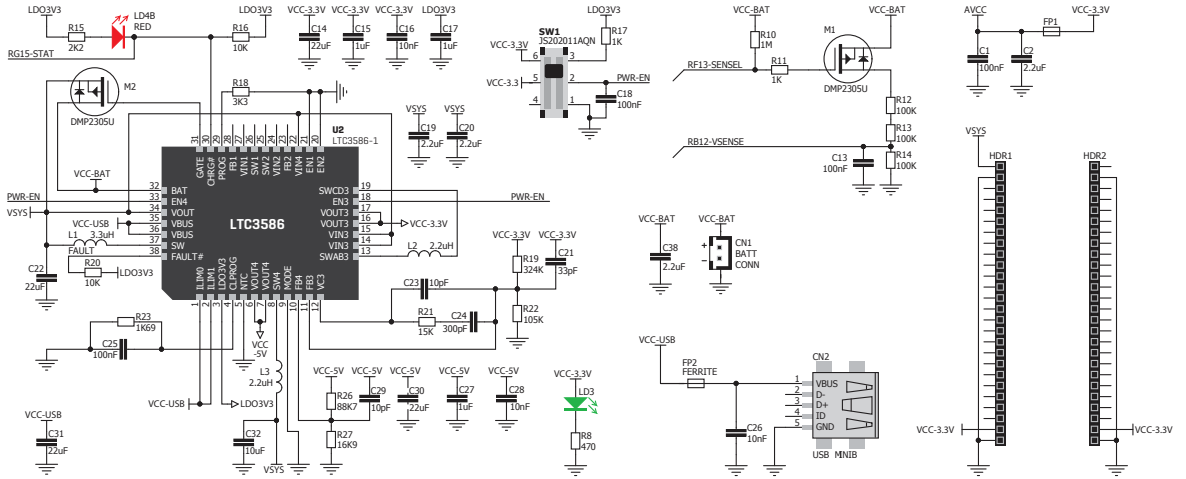 LDO3V3
LD4B
RED
LDO3V3
R15
2K2
R16
10K
RG15-STAT
VCC-3.3V
VCC-3.3V
VCC-3.3V
LDO3V3
C14
22uF
C15
1uF
C16
10nF
C17
1uF
SW1
JS202011AQN
LDO3V3
R17
1K
VCC-3.3V
VCC-3.3
6
5
4
3
2
1
PWR-EN
C18
100nF
VCC-BAT
VCC-BAT
R10
1M
M1
RF13-SENSEL
R11
1K
DMP2305U
R12
100K
R13
100K
RB12-VSENSE
C13
100nF
R14
100K
AVCC
VCC-3.3V
FP1
C1
100nF
C2
2.2uF
M2
DMP2305U
R18
3K3
VSYS
VSYS
C19
2.2uF
C20
2.2uF
U2
LTC3586-1
31
30
29
28
27
26
25
24
23
22
21
20
GATE
CHRG#
PROG
FB1
VIN1
SW1
SW2
VIN2
FB2
VIN4
EN1
EN2
VCC-BAT
PWR-EN
VSYS
VCC-USB
L1
3.3uH
FAULT
R20
10K
LDO3V3
C22
22uF
32
33
34
35
36
37
38
BAT
EN4
VOUT
VBUS
VBUS
SW
FAULT#
LTC3586
SWCD3
EN3
VOUT3
VOUT3
VIN3
VIN3
SWAB3
19
18
17
16
15
14
13
PWR-EN
VCC-3.3V
L2
2.2uH
ILIM0
ILIM1
LDO3V3
CLPROG
NTC
VOUT4
VOUT4
SW4
MODE
FB4
FB3
VC3
1
2
3
4
5
6
7
8
9
10
11
12
VCC-3.3V
VCC-3.3V
R19
324K
C21
33pF
C23
10pF
R21
15K
C24
300pF
R22
105K
R23
1K69
C25
100nF
VCC
-5V
L3
2.2uH
VCC-USB
LDO3V3
VCC-USB
C31
22uF
C32
10uF
VSYS
VCC-5V
VCC-5V
VCC-5V
VCC-5V
R26
88K7
C29
10pF
C30
22uF
C27
1uF
C28
10nF
R27
16K9
VCC-3.3V
LD3
R8
470
VCC-BAT
VCC-BAT
C38
2.2uF
+
-
CN1
BATT
CONN
VCC-USB
FP2
FERRITE
C26
10nF
CN2
1
2
3
4
5
VBUS
D-
D+
ID
GND
USB MINIB
VSYS
HDR1
HDR2
VCC-3.3V
VCC-3.3V